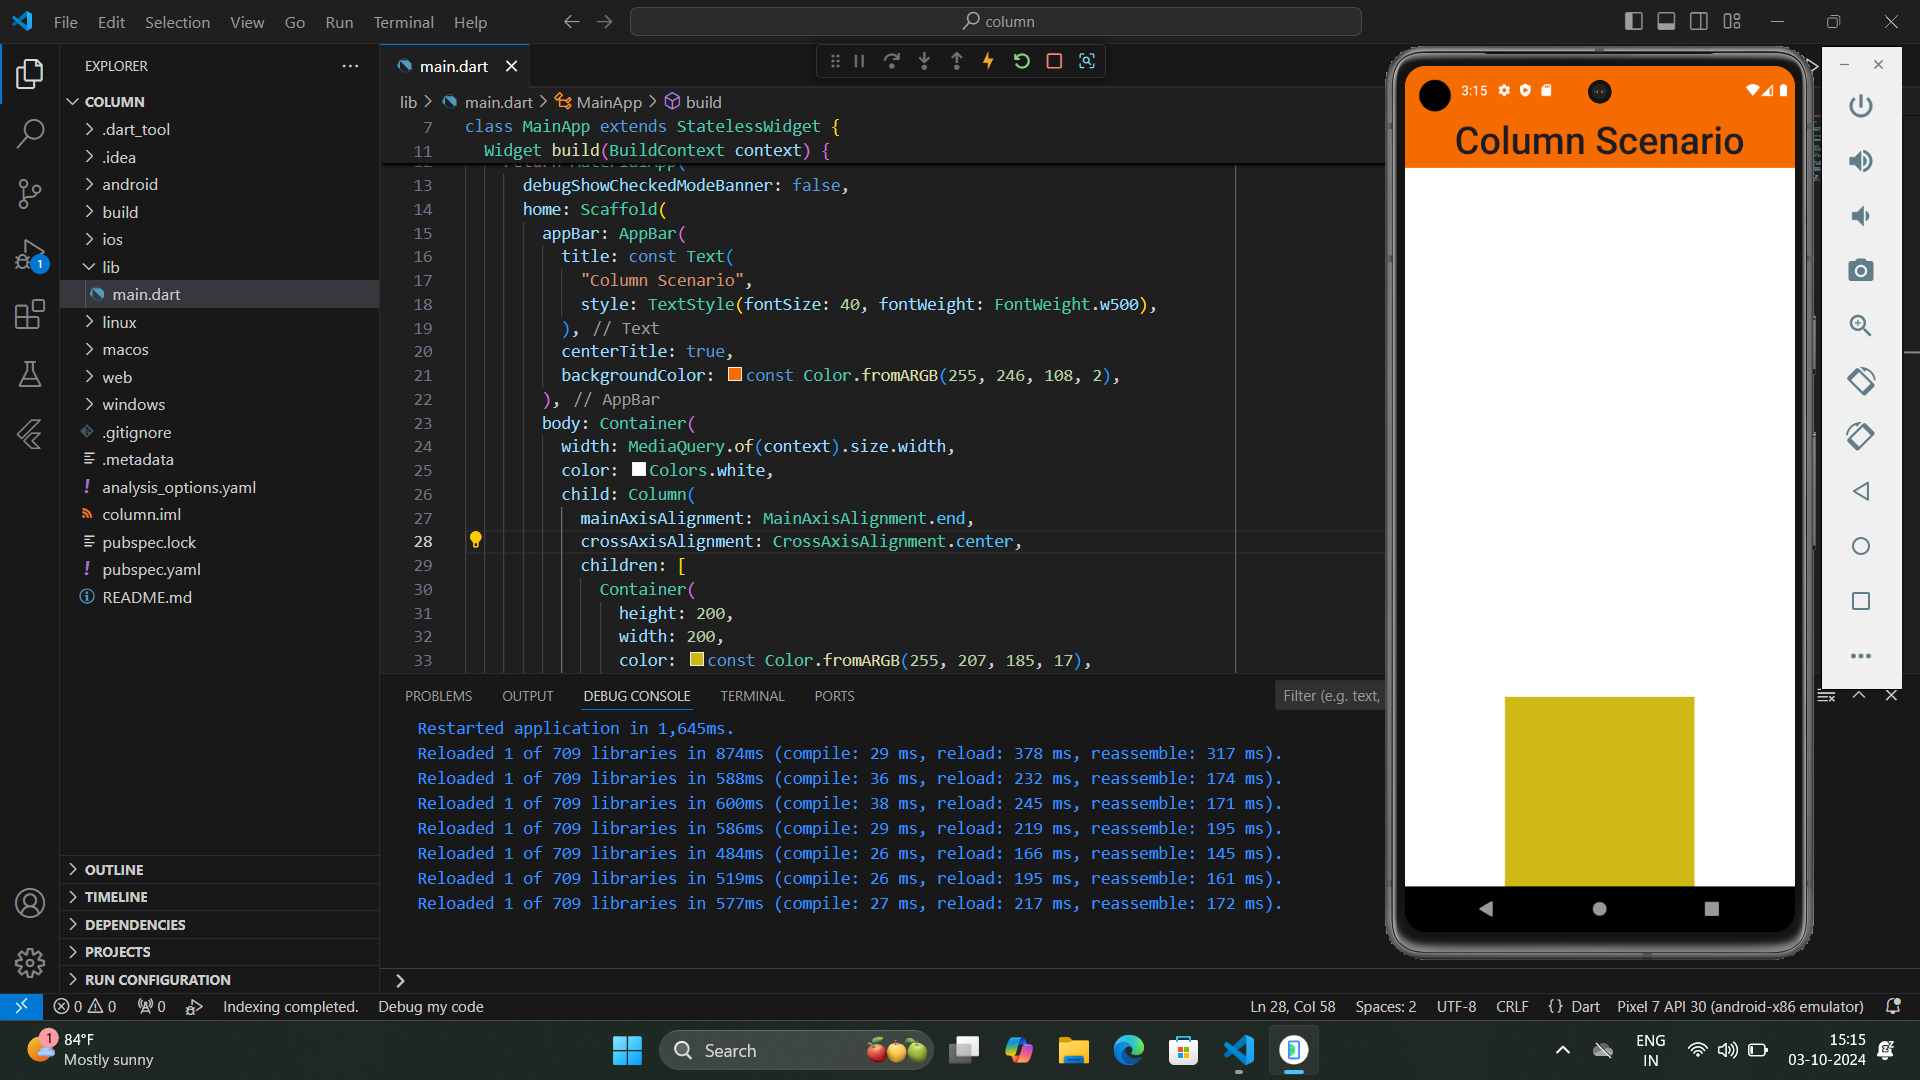 File Edit Selection View Go Run Terminal Help
column
EXPLORER
main.dart
COLUMN
.dart_tool
.idea
android
build
ios
lib
main.dart
linux
macos
web
windows
.gitignore
.metadata
analysis_options.yaml
column.iml
pubspec.lock
pubspec.yaml
README.md
OUTLINE
TIMELINE
DEPENDENCIES
PROJECTS
RUN CONFIGURATION
1
lib > main.dart > MainApp > build
7 class MainApp extends StatelessWidget {
11 Widget build(BuildContext context) {
12 return MaterialApp(
13 debugShowCheckedModeBanner: false,
14 home: Scaffold(
15 appBar: AppBar(
16 title: const Text(
17 "Column Scenario",
18 style: TextStyle(fontSize: 40, fontWeight: FontWeight.w500),
19 ), // Text
20 centerTitle: true,
21 backgroundColor: const Color.fromARGB(255, 246, 108, 2),
22 ), // AppBar
23 body: Container(
24 width: MediaQuery.of(context).size.width,
25 color: Colors.white,
26 child: Column(
27 mainAxisAlignment: MainAxisAlignment.end,
28 crossAxisAlignment: CrossAxisAlignment.center,
29 children: [
30 Container(
31 height: 200,
32 width: 200,
33 color: const Color.fromARGB(255, 207, 185, 17),
PROBLEMS OUTPUT DEBUG CONSOLE TERMINAL PORTS
Filter (e.g. text,
Restarted application in 1,645ms.
Reloaded 1 of 709 libraries in 874ms (compile: 29 ms, reload: 378 ms, reassemble: 317 ms).
Reloaded 1 of 709 libraries in 588ms (compile: 36 ms, reload: 232 ms, reassemble: 174 ms).
Reloaded 1 of 709 libraries in 600ms (compile: 38 ms, reload: 245 ms, reassemble: 171 ms).
Reloaded 1 of 709 libraries in 586ms (compile: 29 ms, reload: 219 ms, reassemble: 195 ms).
Reloaded 1 of 709 libraries in 484ms (compile: 26 ms, reload: 166 ms, reassemble: 145 ms).
Reloaded 1 of 709 libraries in 519ms (compile: 26 ms, reload: 195 ms, reassemble: 161 ms).
Reloaded 1 of 709 libraries in 577ms (compile: 27 ms, reload: 217 ms, reassemble: 172 ms).
3:15
Column Scenario
0 0 0 Indexing completed. Debug my code
Ln 28, Col 58 Spaces: 2 UTF-8 CRLF {} Dart Pixel 7 API 30 (android-x86 emulator)
1
84°F
Mostly sunny
Search
ENG
IN
15:15
03-10-2024